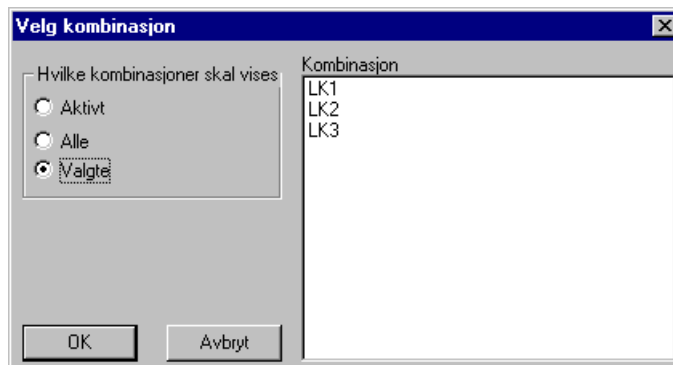 Velg kombinasjon
Hvilke kombinasjoner skal vises
Aktivt
Alle
Valgte
OK
Avbryt
Kombinasjon
LK1
LK2
LK3